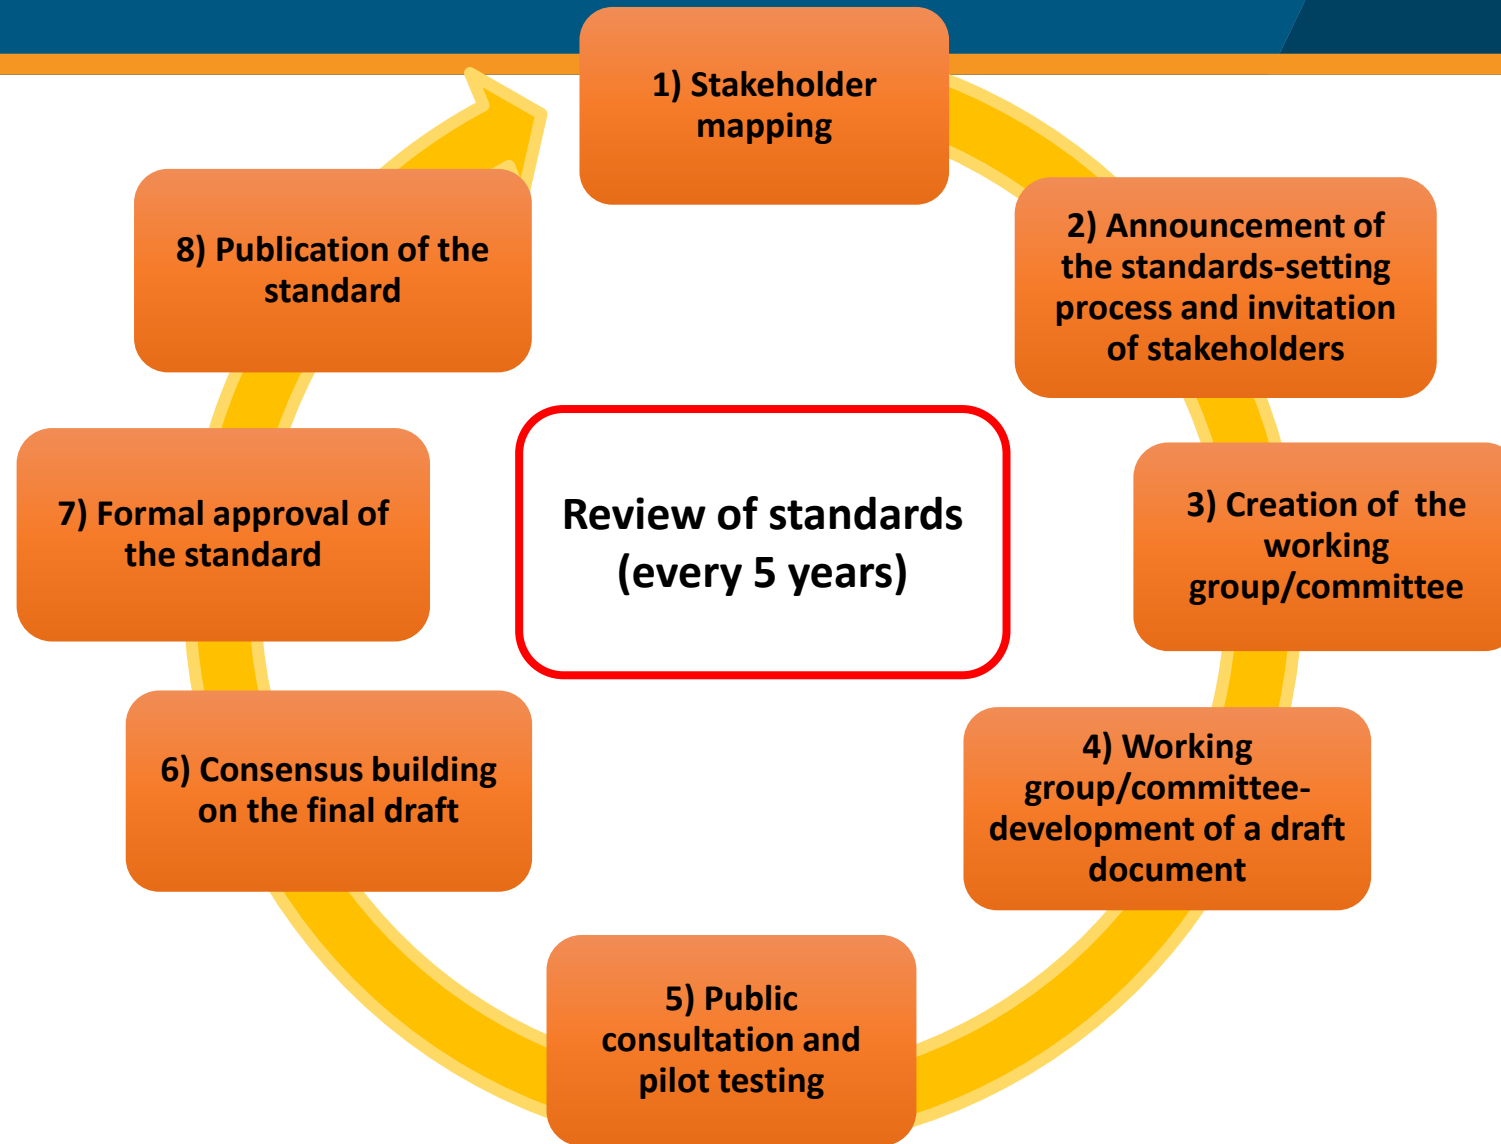 1) Stakeholder
mapping
2) Announcement of
the standards-setting
process and invitation
of stakeholders
3) Creation of  the
working
group/committee
4) Working
group/committee-
development of a draft
document
5) Public
consultation and
pilot testing
6) Consensus building
on the final draft
7) Formal approval of
the standard
8) Publication of the
standard
Review of standards
(every 5 years)